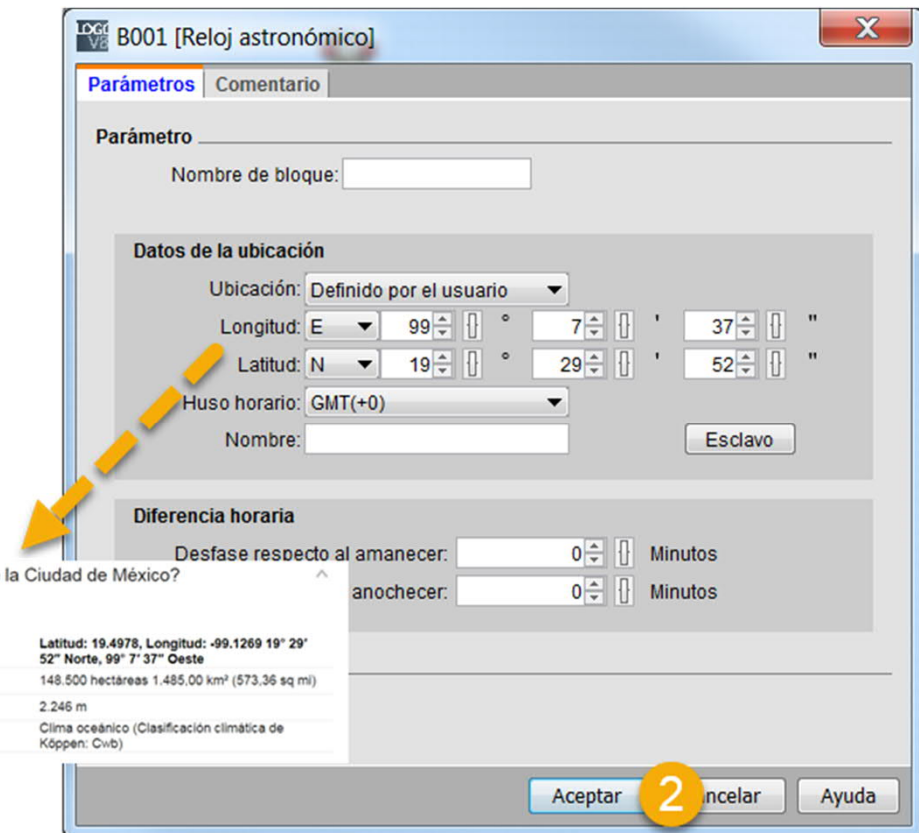 LOGO
V8
B001 [Reloj astronómico]
X
Parámetros Comentario
Parámetro
Nombre de bloque:
Datos de la ubicación
Ubicación: Definido por el usuario
Longitud: E 99 ° 7 ' 37 "
Latitud: N 19 ° 29 ' 52 "
Huso horario: GMT(+0)
Nombre: Esclavo
Diferencia horaria
Desfase respecto al amanecer: 0 Minutos
la Ciudad de México?
anochecer: 0 Minutos
Latitud: 19.4978, Longitud: -99.1269 19° 29'
52" Norte, 99° 7' 37" Oeste
148.500 hectáreas 1.485,00 km² (573,36 sq mi)
2.246 m
Clima oceánico (Clasificación climática de
Köppen: Cwb)
Aceptar 2 ncelar Ayuda